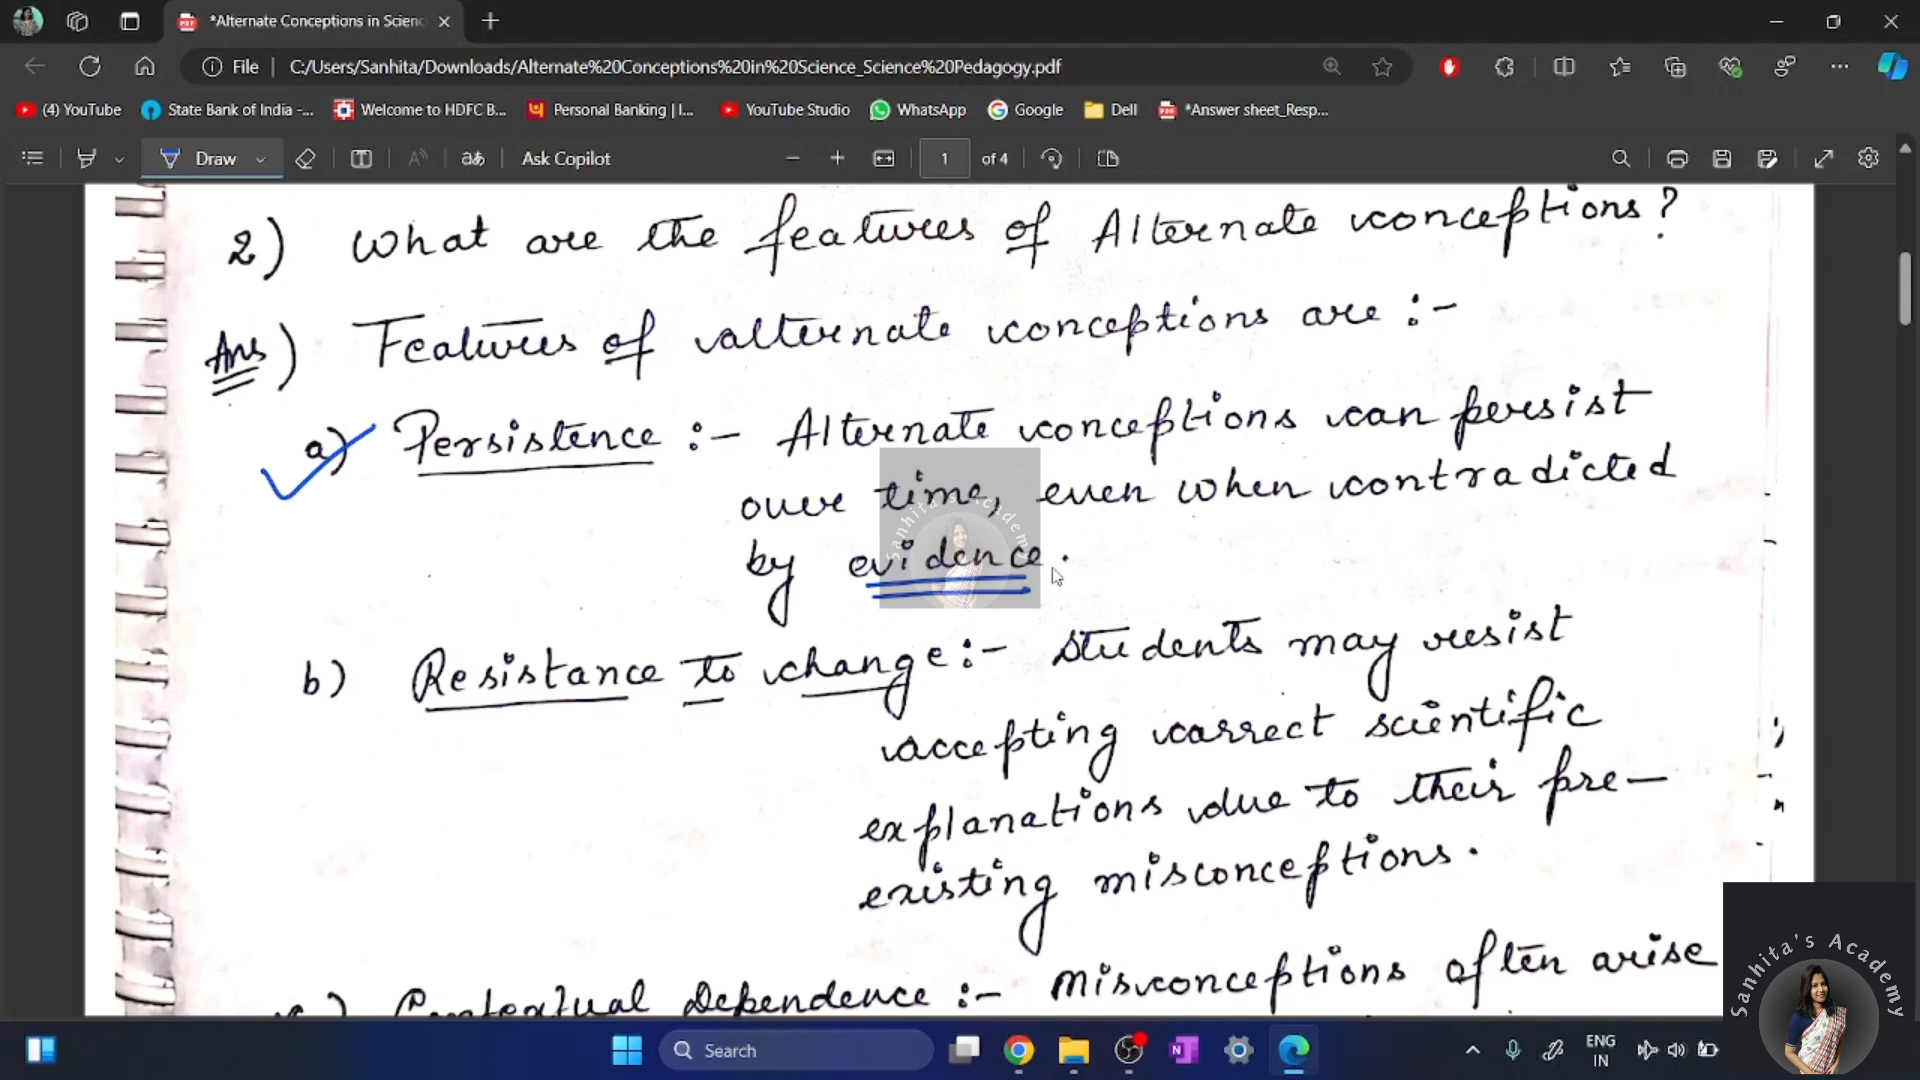 *Alternate Conceptions in Scienc
File
C:/Users/Sanhita/Downloads/Alternate%20Conceptions%20in%20Science_Science%20Pedagogy.pdf
(4) YouTube
State Bank of India -...
Welcome to HDFC B...
Personal Banking | I...
YouTube Studio
WhatsApp
Google
Dell
*Answer sheet_Resp...
Draw
Ask Copilot
1 of 4
2) What are the features of Alternate conceptions?
Ans) Features of alternate conceptions are :-
a) Persistence :- Alternate conceptions can persist
over time, even when contradicted
by evidence.
Sanhita's Academy
b) Resistance to change :- Students may resist
accepting correct scientific
explanations due to their pre-
existing misconceptions.
c) Contextual dependence :- Misconceptions often arise
Sanhita's Academy
Search
ENG
IN